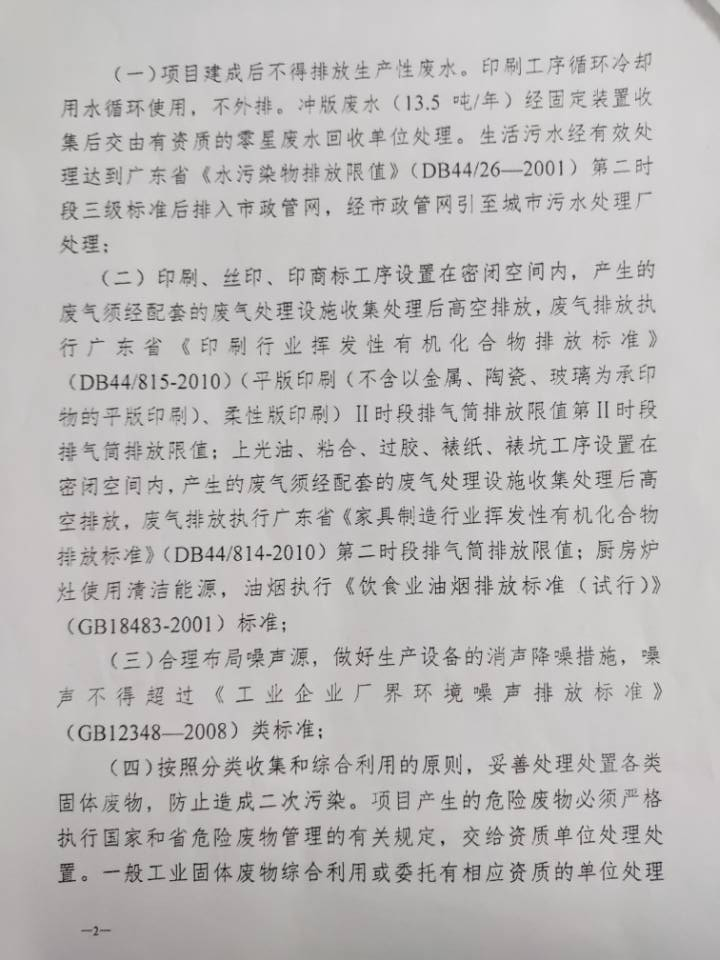 （一）项目建成后不得排放生产性废水。印刷工序循环冷却
用水循环使用，不外排。冲版废水（13.5 吨/年）经固定装置收
集后交由有资质的零星废水回收单位处理。生活污水经有效处
理达到广东省《水污染物排放限值》（DB44/26—2001）第二时
段三级标准后排入市政管网，经市政管网引至城市污水处理厂
处理；
（二）印刷、丝印、印商标工序设置在密闭空间内，产生的
废气须经配套的废气处理设施收集处理后高空排放，废气排放执
行广东省《印刷行业挥发性有机化合物排放标准》
（DB44/815-2010）（平版印刷（不含以金属、陶瓷、玻璃为承印
物的平版印刷）、柔性版印刷）Ⅱ时段排气筒排放限值第Ⅱ时段
排气筒排放限值；上光油、粘合、过胶、裱纸、裱坑工序设置在
密闭空间内，产生的废气须经配套的废气处理设施收集处理后高
空排放，废气排放执行广东省《家具制造行业挥发性有机化合物
排放标准》（DB44/814-2010）第二时段排气筒排放限值；厨房炉
灶使用清洁能源，油烟执行《饮食业油烟排放标准（试行）》
（GB18483-2001）标准；
（三）合理布局噪声源，做好生产设备的消声降噪措施，噪
声不得超过《工业企业厂界环境噪声排放标准》
（GB12348—2008）类标准；
（四）按照分类收集和综合利用的原则，妥善处理处置各类
固体废物，防止造成二次污染。项目产生的危险废物必须严格
执行国家和省危险废物管理的有关规定，交给资质单位处理处
置。一般工业固体废物综合利用或委托有相应资质的单位处理
—2—